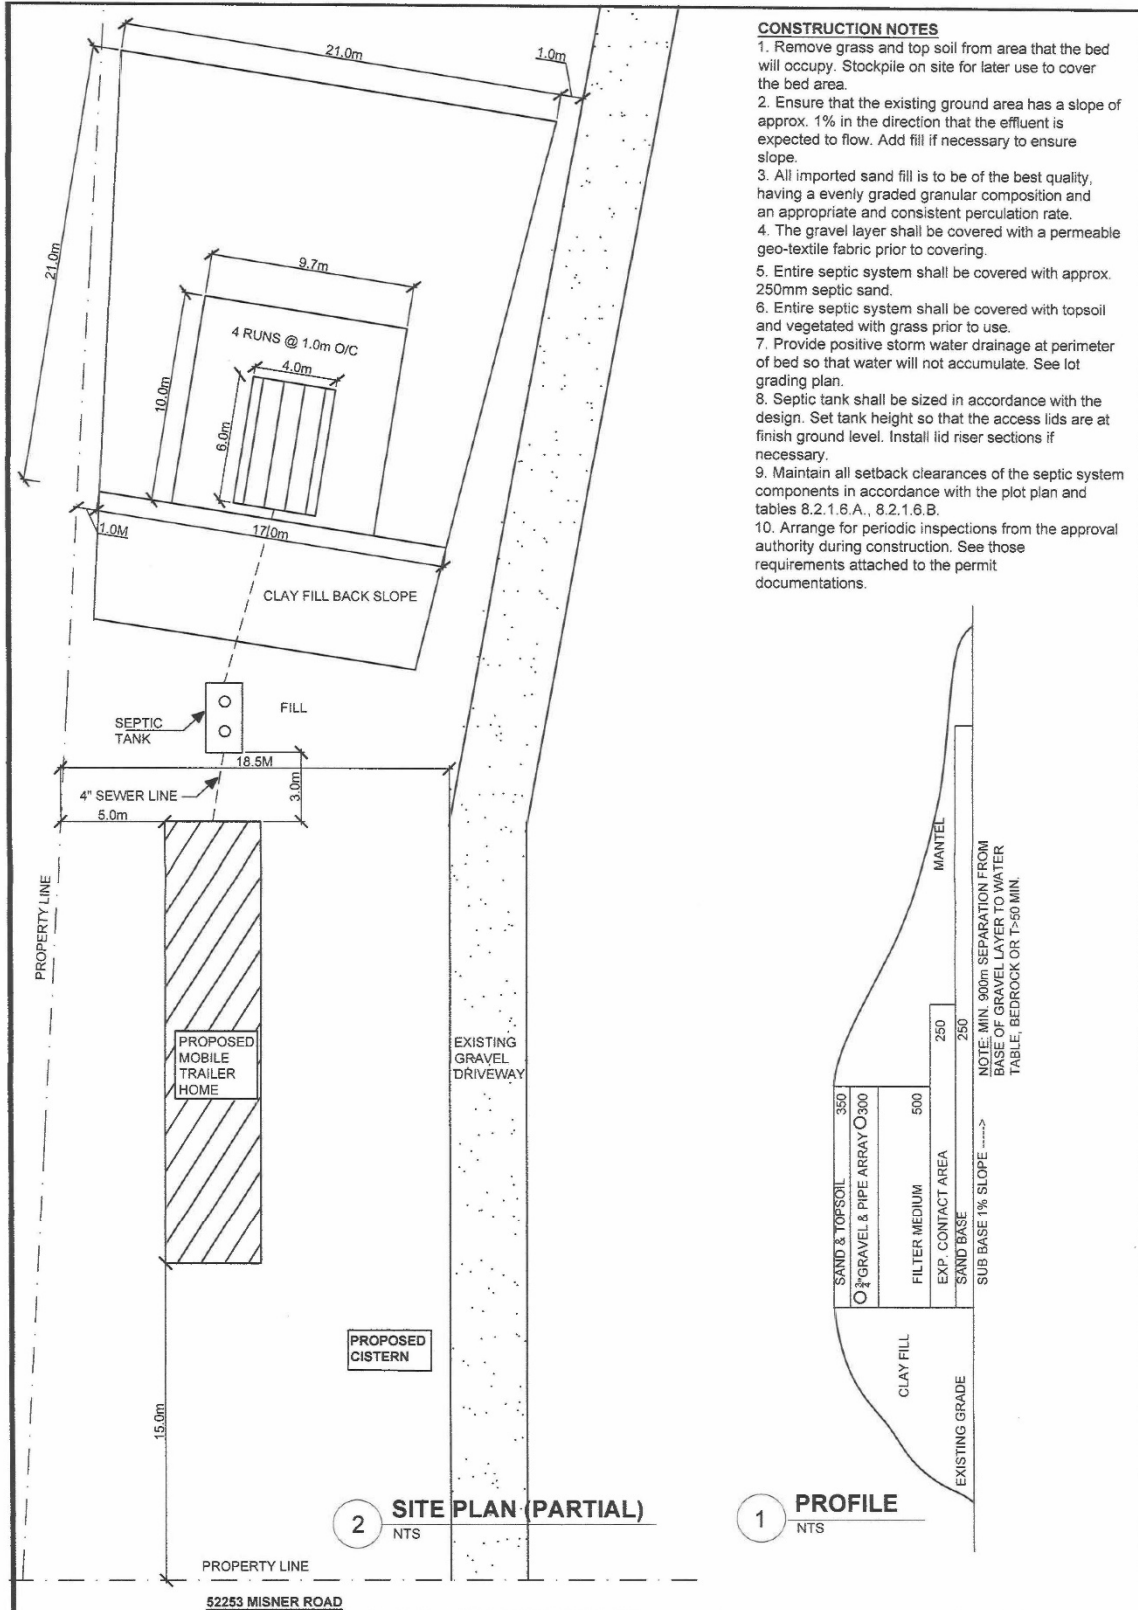 CONSTRUCTION NOTES
1. Remove grass and top soil from area that the bed
will occupy. Stockpile on site for later use to cover
the bed area.
2. Ensure that the existing ground area has a slope of
approx. 1% in the direction that the effluent is
expected to flow. Add fill if necessary to ensure
slope.
3. All imported sand fill is to be of the best quality,
having a evenly graded granular composition and
an appropriate and consistent perculation rate.
4. The gravel layer shall be covered with a permeable
geo-textile fabric prior to covering.
5. Entire septic system shall be covered with approx.
250mm septic sand.
6. Entire septic system shall be covered with topsoil
and vegetated with grass prior to use.
7. Provide positive storm water drainage at perimeter
of bed so that water will not accumulate. See lot
grading plan.
8. Septic tank shall be sized in accordance with the
design. Set tank height so that the access lids are at
finish ground level. Install lid riser sections if
necessary.
9. Maintain all setback clearances of the septic system
components in accordance with the plot plan and
tables 8.2.1.6.A., 8.2.1.6.B.
10. Arrange for periodic inspections from the approval
authority during construction. See those
requirements attached to the permit
documentations.
21.0m
1.0m
21.0m
9.7m
4 RUNS @ 1.0m O/C
4.0m
10.0m
6.0m
1.0M
17.0m
CLAY FILL BACK SLOPE
SEPTIC
TANK
FILL
18.5M
4" SEWER LINE
3.0m
5.0m
PROPERTY LINE
PROPOSED
MOBILE
TRAILER
HOME
EXISTING
GRAVEL
DRIVEWAY
PROPOSED
CISTERN
15.0m
2
SITE PLAN (PARTIAL)
NTS
PROPERTY LINE
52253 MISNER ROAD
SAND & TOPSOIL 350
3/4"GRAVEL & PIPE ARRAY 300
FILTER MEDIUM 500
EXP. CONTACT AREA 250
SAND BASE 250
MANTEL
CLAY FILL
EXISTING GRADE
SUB BASE 1% SLOPE ----->
NOTE: MIN. 900m SEPARATION FROM
BASE OF GRAVEL LAYER TO WATER
TABLE, BEDROCK OR T>50 MIN.
1
PROFILE
NTS